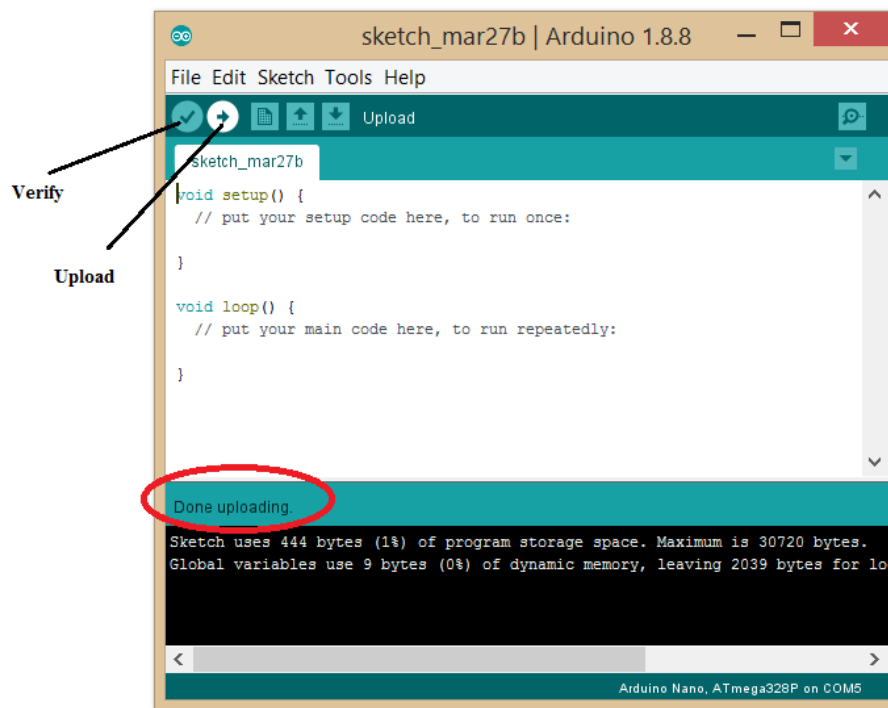 sketch_mar27b | Arduino 1.8.8
File Edit Sketch Tools Help
Upload
sketch_mar27b
Verify
void setup() {
// put your setup code here, to run once:
Upload
}
void loop() {
// put your main code here, to run repeatedly:
}
Done uploading.
Sketch uses 444 bytes (1%) of program storage space. Maximum is 30720 bytes.
Global variables use 9 bytes (0%) of dynamic memory, leaving 2039 bytes for lo
Arduino Nano, ATmega328P on COM5